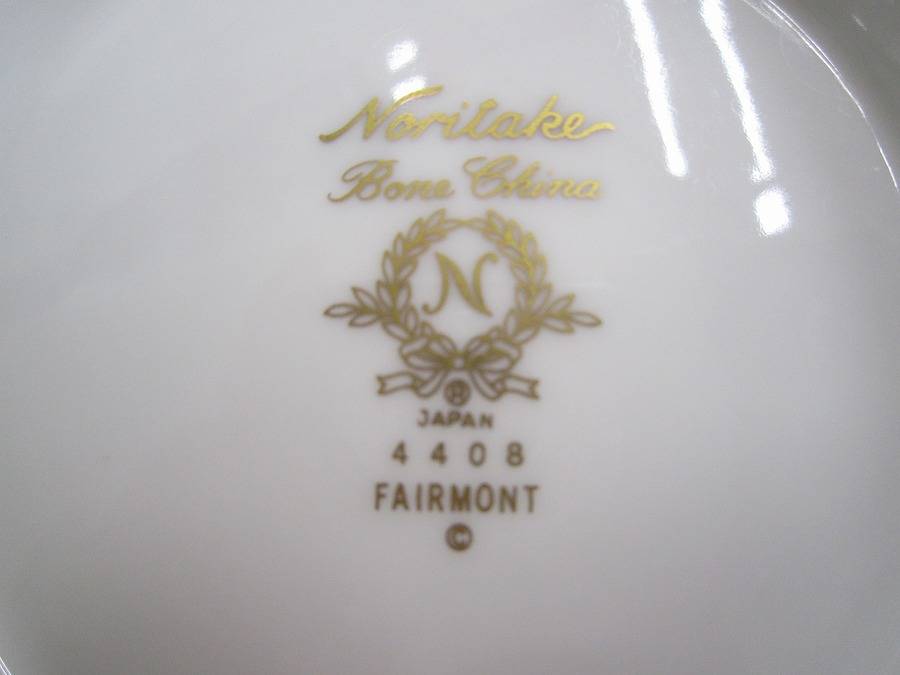 Noritake
Bone China
N
®
JAPAN
4408
FAIRMONT
©